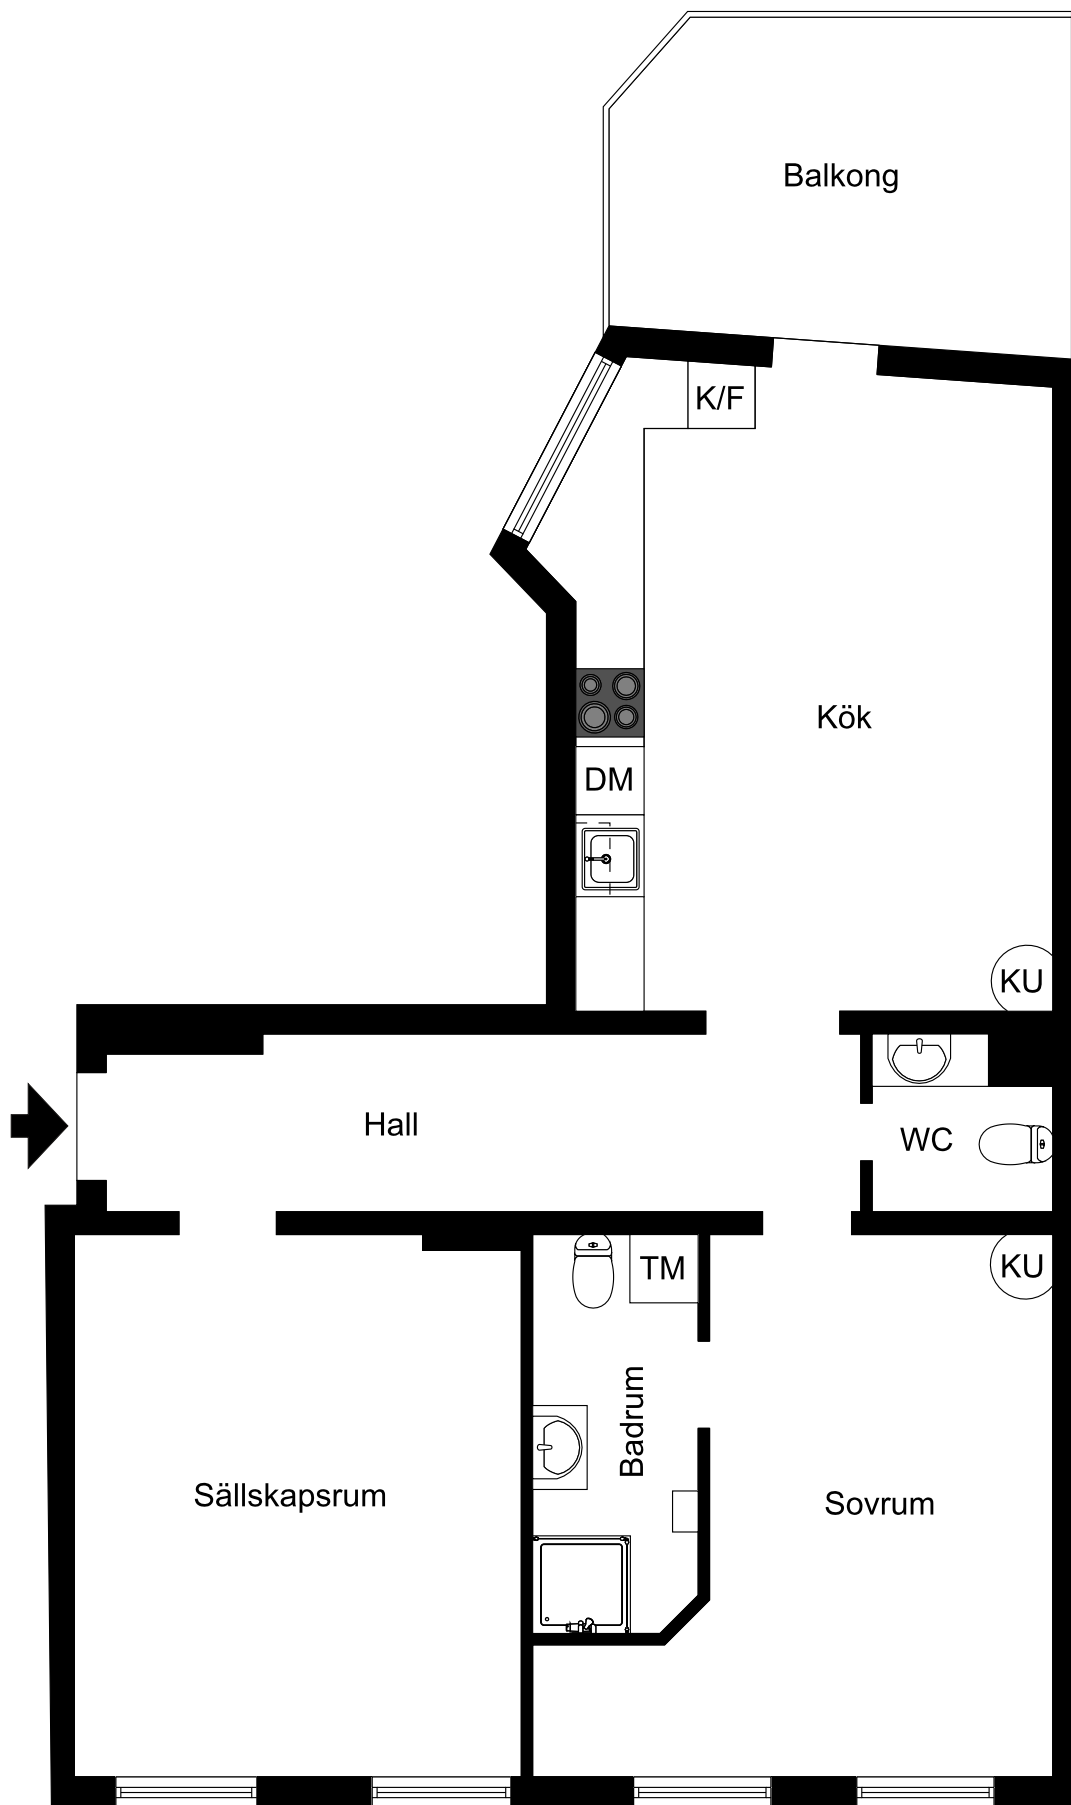 Balkong
K/F
Kök
DM
KU
Hall
WC
KU
TM
Badrum
Sällskapsrum
Sovrum